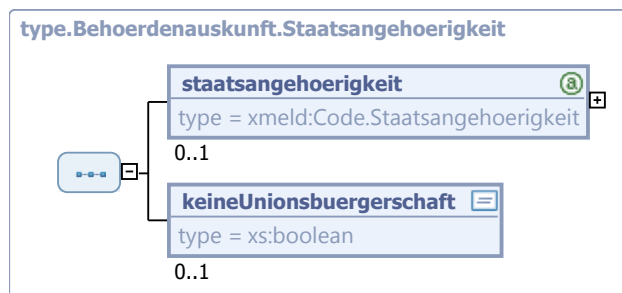 type.Behoerdenauskunft.Staatsangehoerigkeit
staatsangehoerigkeit
type = xmeld:Code.Staatsangehoerigkeit
0..1
keineUnionsbuergerschaft
type = xs:boolean
0..1